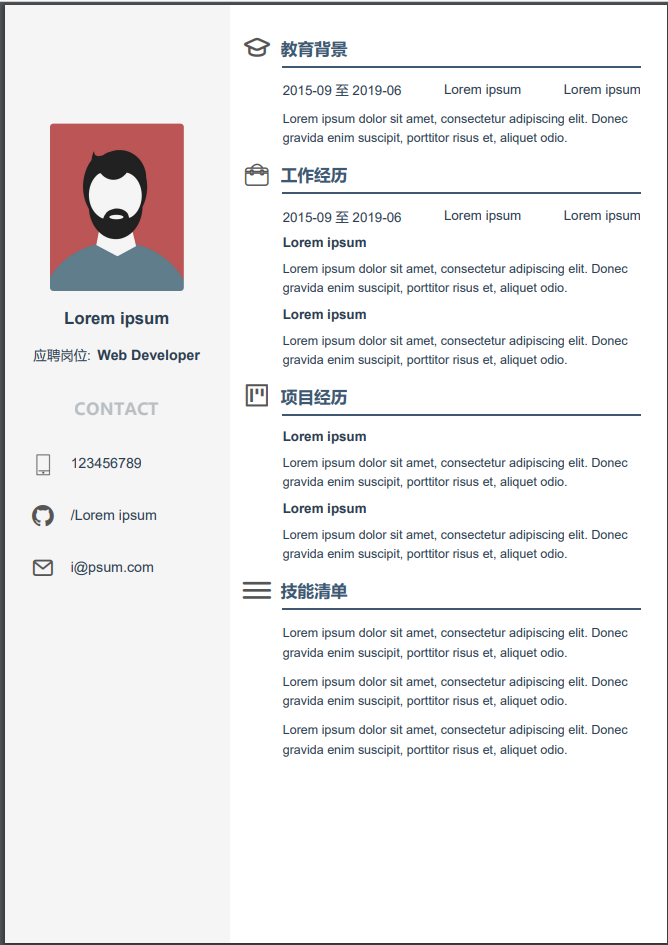 Lorem ipsum
应聘岗位: Web Developer
CONTACT
123456789
/Lorem ipsum
i@psum.com
教育背景
2015-09 至 2019-06 Lorem ipsum Lorem ipsum
Lorem ipsum dolor sit amet, consectetur adipiscing elit. Donec
gravida enim suscipit, porttitor risus et, aliquet odio.
工作经历
2015-09 至 2019-06 Lorem ipsum Lorem ipsum
Lorem ipsum
Lorem ipsum dolor sit amet, consectetur adipiscing elit. Donec
gravida enim suscipit, porttitor risus et, aliquet odio.
Lorem ipsum
Lorem ipsum dolor sit amet, consectetur adipiscing elit. Donec
gravida enim suscipit, porttitor risus et, aliquet odio.
项目经历
Lorem ipsum
Lorem ipsum dolor sit amet, consectetur adipiscing elit. Donec
gravida enim suscipit, porttitor risus et, aliquet odio.
Lorem ipsum
Lorem ipsum dolor sit amet, consectetur adipiscing elit. Donec
gravida enim suscipit, porttitor risus et, aliquet odio.
技能清单
Lorem ipsum dolor sit amet, consectetur adipiscing elit. Donec
gravida enim suscipit, porttitor risus et, aliquet odio.
Lorem ipsum dolor sit amet, consectetur adipiscing elit. Donec
gravida enim suscipit, porttitor risus et, aliquet odio.
Lorem ipsum dolor sit amet, consectetur adipiscing elit. Donec
gravida enim suscipit, porttitor risus et, aliquet odio.